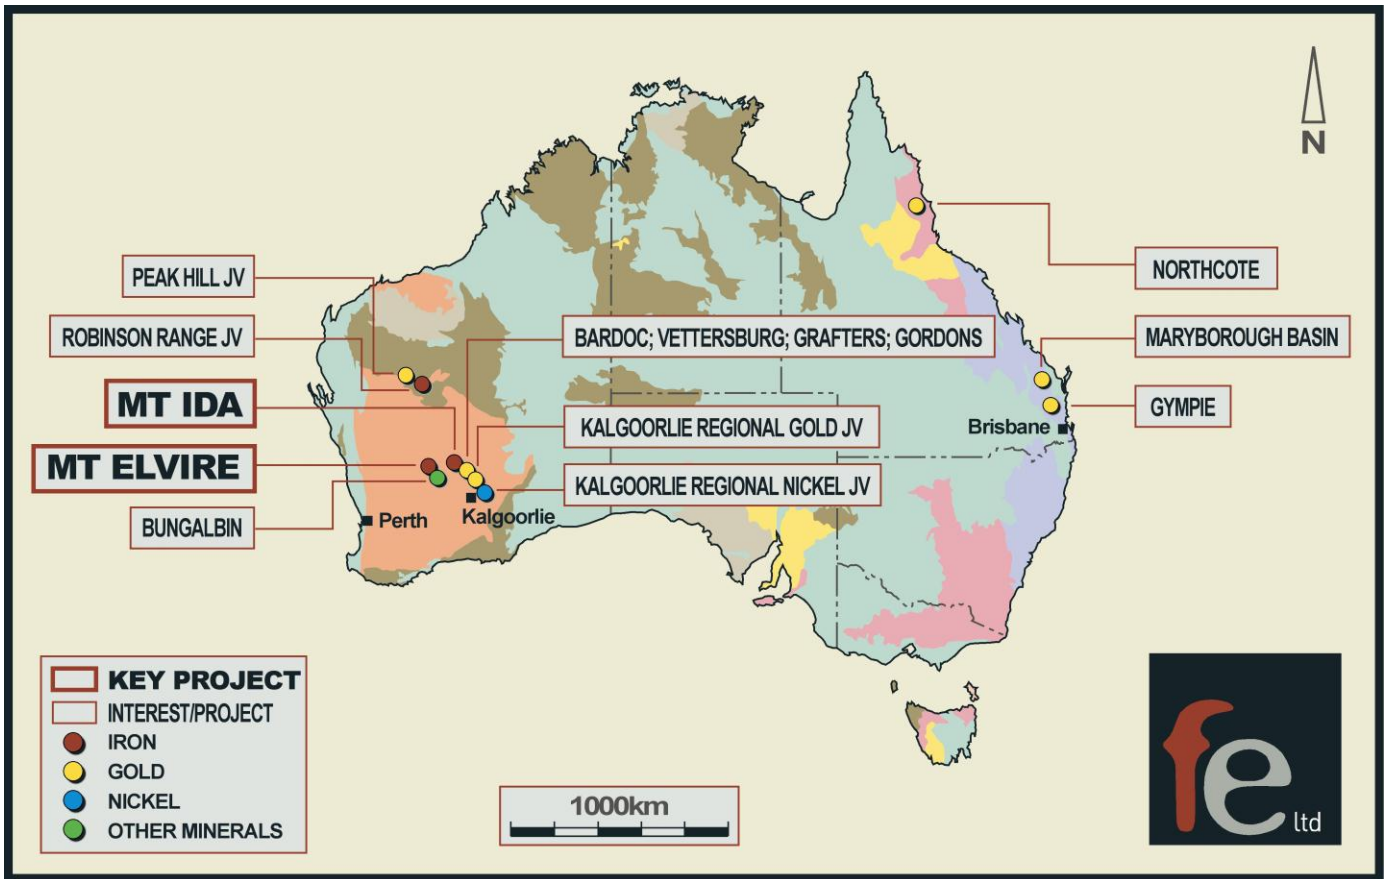 N
PEAK HILL JV
ROBINSON RANGE JV
MT IDA
MT ELVIRE
BUNGALBIN
BARDOC; VETTERSBURG; GRAFTERS; GORDONS
KALGOORLIE REGIONAL GOLD JV
KALGOORLIE REGIONAL NICKEL JV
NORTHCOTE
MARYBOROUGH BASIN
GYMPIE
Brisbane
Perth
Kalgoorlie
KEY PROJECT
INTEREST/PROJECT
IRON
GOLD
NICKEL
OTHER MINERALS
1000km
fe ltd